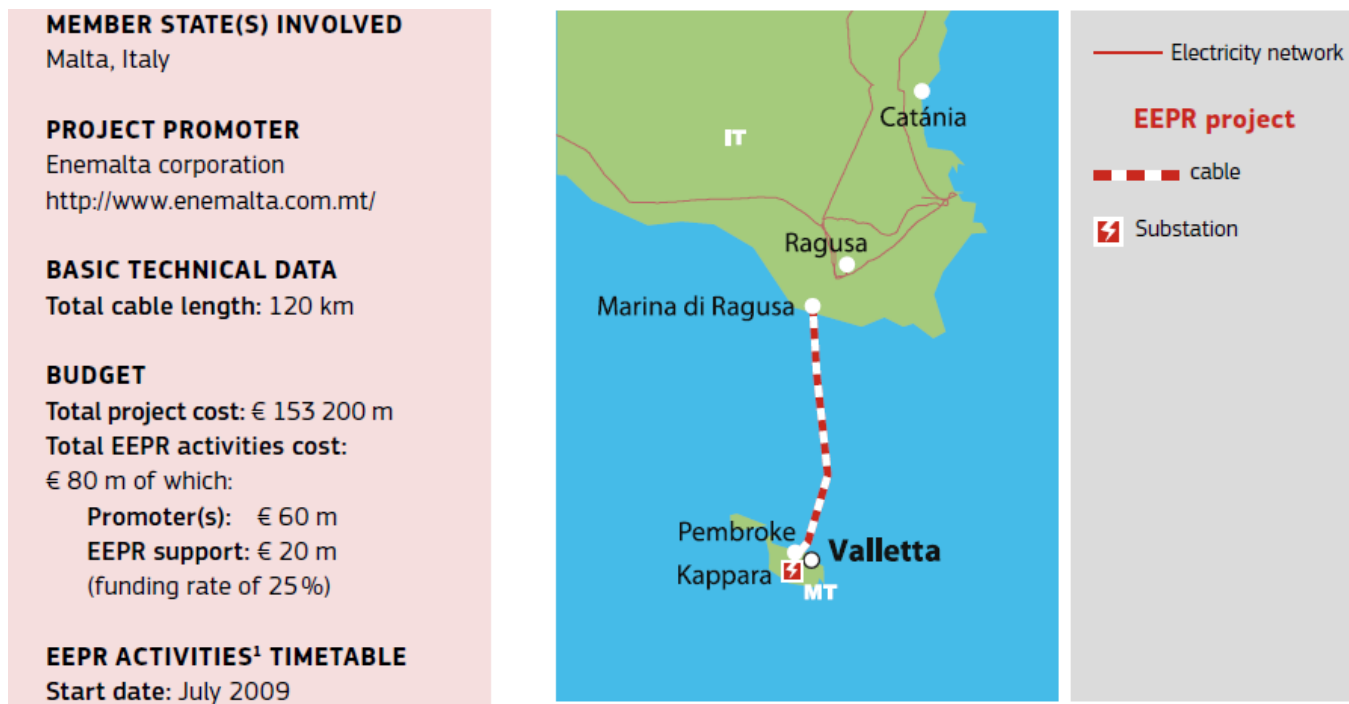 MEMBER STATE(S) INVOLVED
Malta, Italy
PROJECT PROMOTER
Enemalta corporation
http://www.enemalta.com.mt/
BASIC TECHNICAL DATA
Total cable length: 120 km
BUDGET
Total project cost: € 153 200 m
Total EEPR activities cost:
€ 80 m of which:
Promoter(s): € 60 m
EEPR support: € 20 m
(funding rate of 25%)
EEPR ACTIVITIES¹ TIMETABLE
Start date: July 2009
Catánia
IT
Ragusa
Marina di Ragusa
Pembroke
Valletta
Kappara
MT
Electricity network
EEPR project
cable
Substation